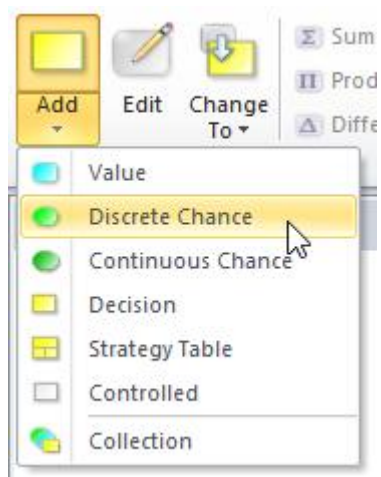 Σ Sum
Π Prod
Add Edit Change To
Δ Diffe
Value
Discrete Chance
Continuous Chance
Decision
Strategy Table
Controlled
Collection